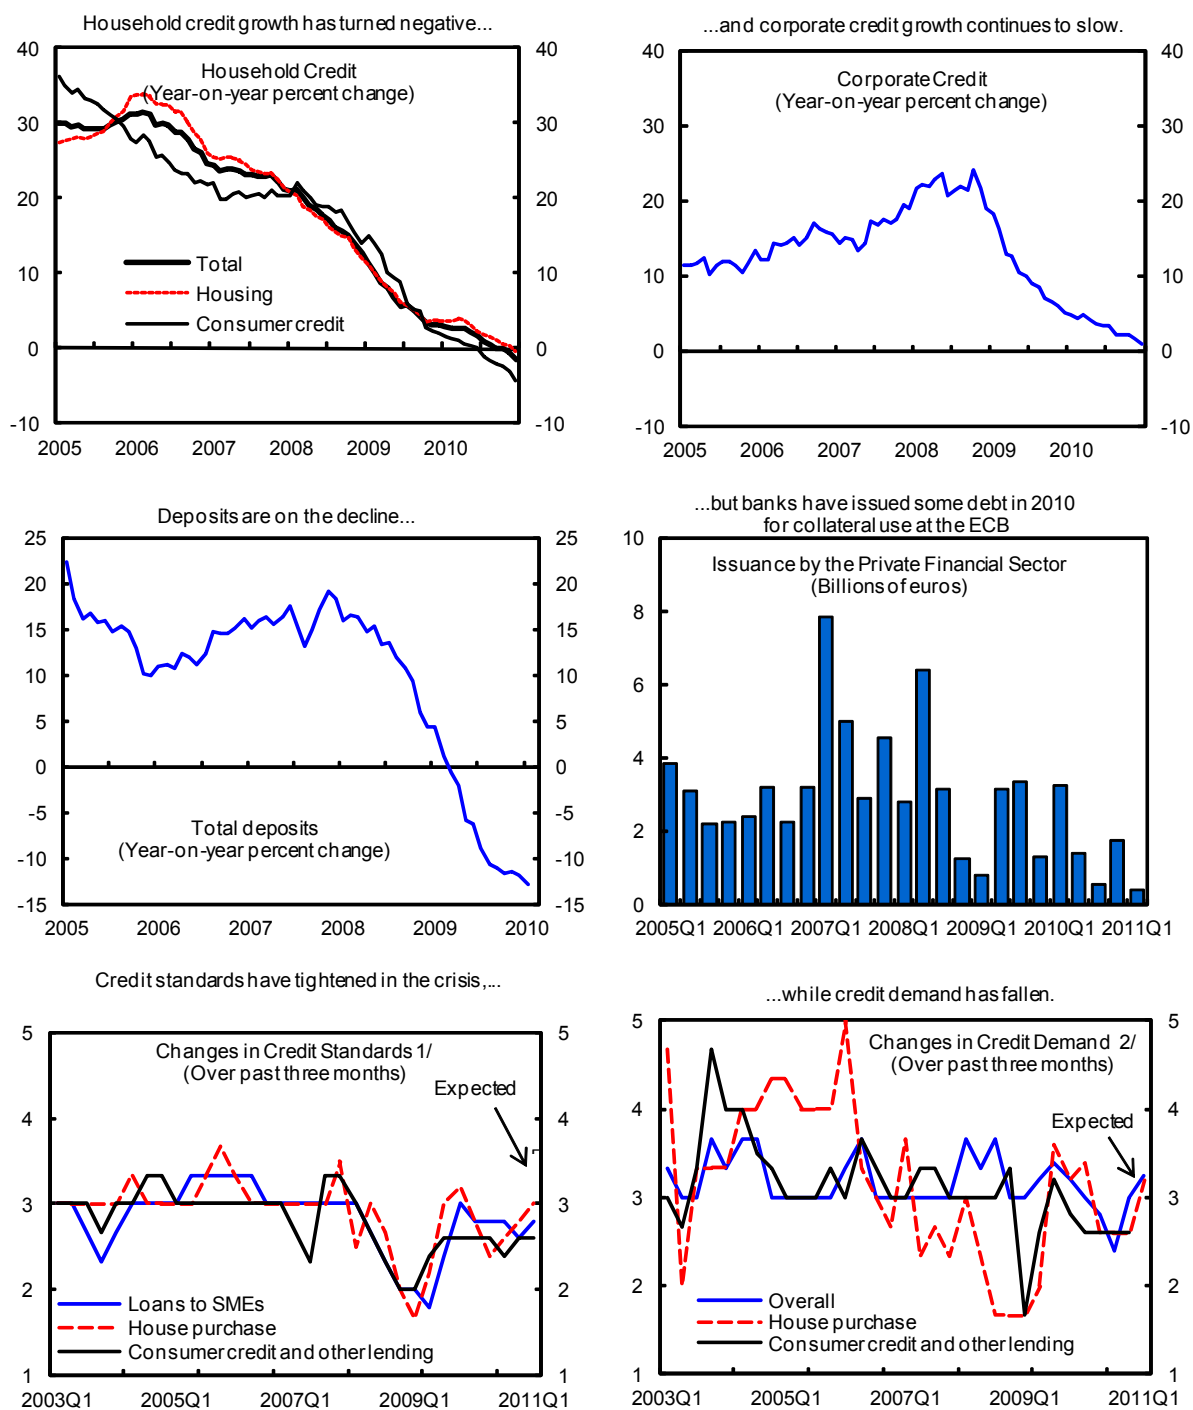 Household credit growth has turned negative...
40 40
Household Credit
(Year-on-year percent change)
30 30
20 20
Total
10 10
Housing
Consumer credit
0 0
-10 -10
2005 2006 2007 2008 2009 2010
...and corporate credit growth continues to slow.
40 40
Corporate Credit
(Year-on-year percent change)
30 30
20 20
10 10
0 0
-10 -10
2005 2006 2007 2008 2009 2010
Deposits are on the decline...
25 25
20 20
15 15
10 10
5 5
0 0
-5 -5
Total deposits
(Year-on-year percent change)
-10 -10
-15 -15
2005 2006 2007 2008 2009 2010
...but banks have issued some debt in 2010
for collateral use at the ECB
10
Issuance by the Private Financial Sector
(Billions of euros)
8
6
4
2
0
2005Q1 2006Q1 2007Q1 2008Q1 2009Q1 2010Q1 2011Q1
Credit standards have tightened in the crisis,...
5 5
Changes in Credit Standards 1/
(Over past three months)
Expected
4 4
3 3
2 2
Loans to SMEs
House purchase
Consumer credit and other lending
1 1
2003Q1 2005Q1 2007Q1 2009Q1 2011Q1
...while credit demand has fallen.
5 5
Changes in Credit Demand 2/
(Over past three months)
4 4
Expected
3 3
2 2
Overall
House purchase
Consumer credit and other lending
1 1
2003Q1 2005Q1 2007Q1 2009Q1 2011Q1